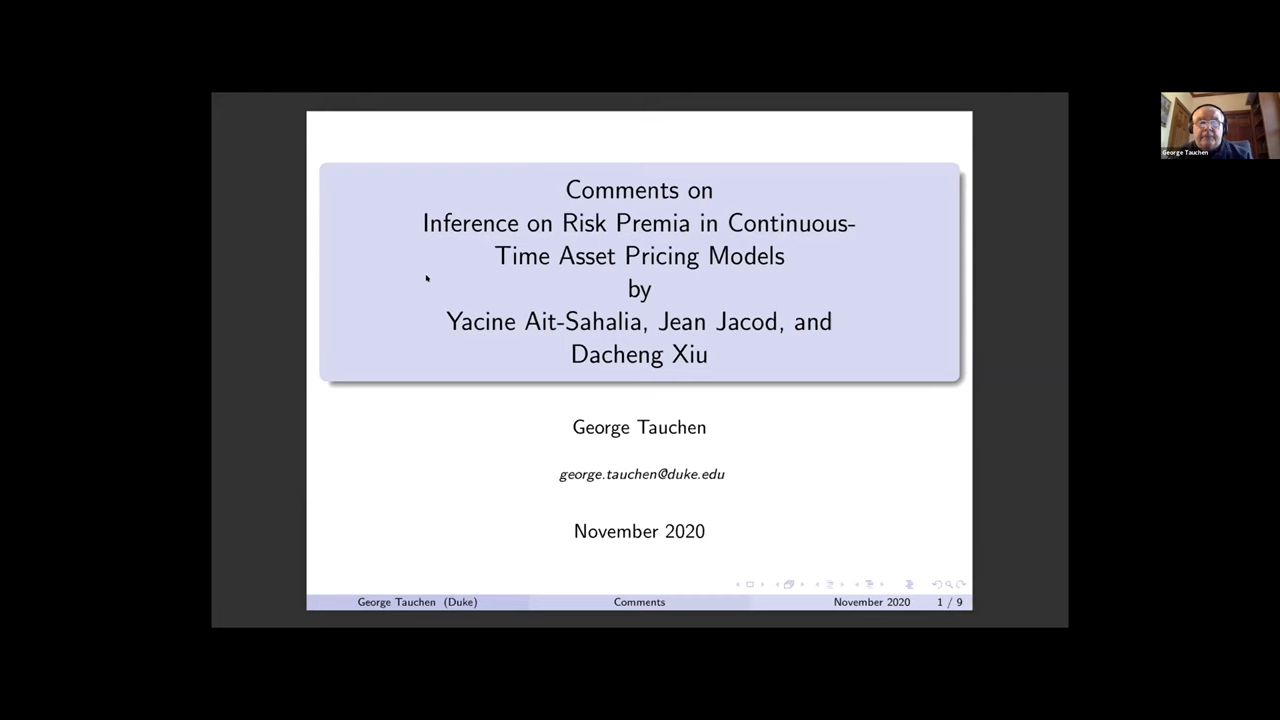 Comments on
Inference on Risk Premia in Continuous-
Time Asset Pricing Models
by
Yacine Ait-Sahalia, Jean Jacod, and
Dacheng Xiu
George Tauchen
george.tauchen@duke.edu
November 2020
George Tauchen (Duke) Comments November 2020 1 / 9
George Tauchen